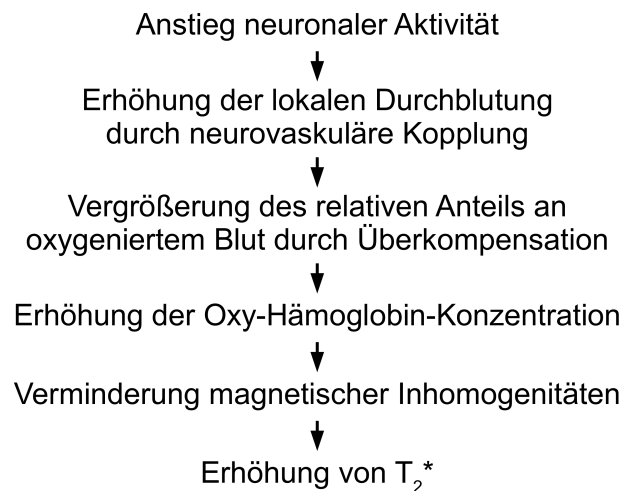 Anstieg neuronaler Aktivität
Erhöhung der lokalen Durchblutung
durch neurovaskuläre Kopplung
Vergrößerung des relativen Anteils an
oxygeniertem Blut durch Überkompensation
Erhöhung der Oxy-Hämoglobin-Konzentration
Verminderung magnetischer Inhomogenitäten
Erhöhung von T₂*